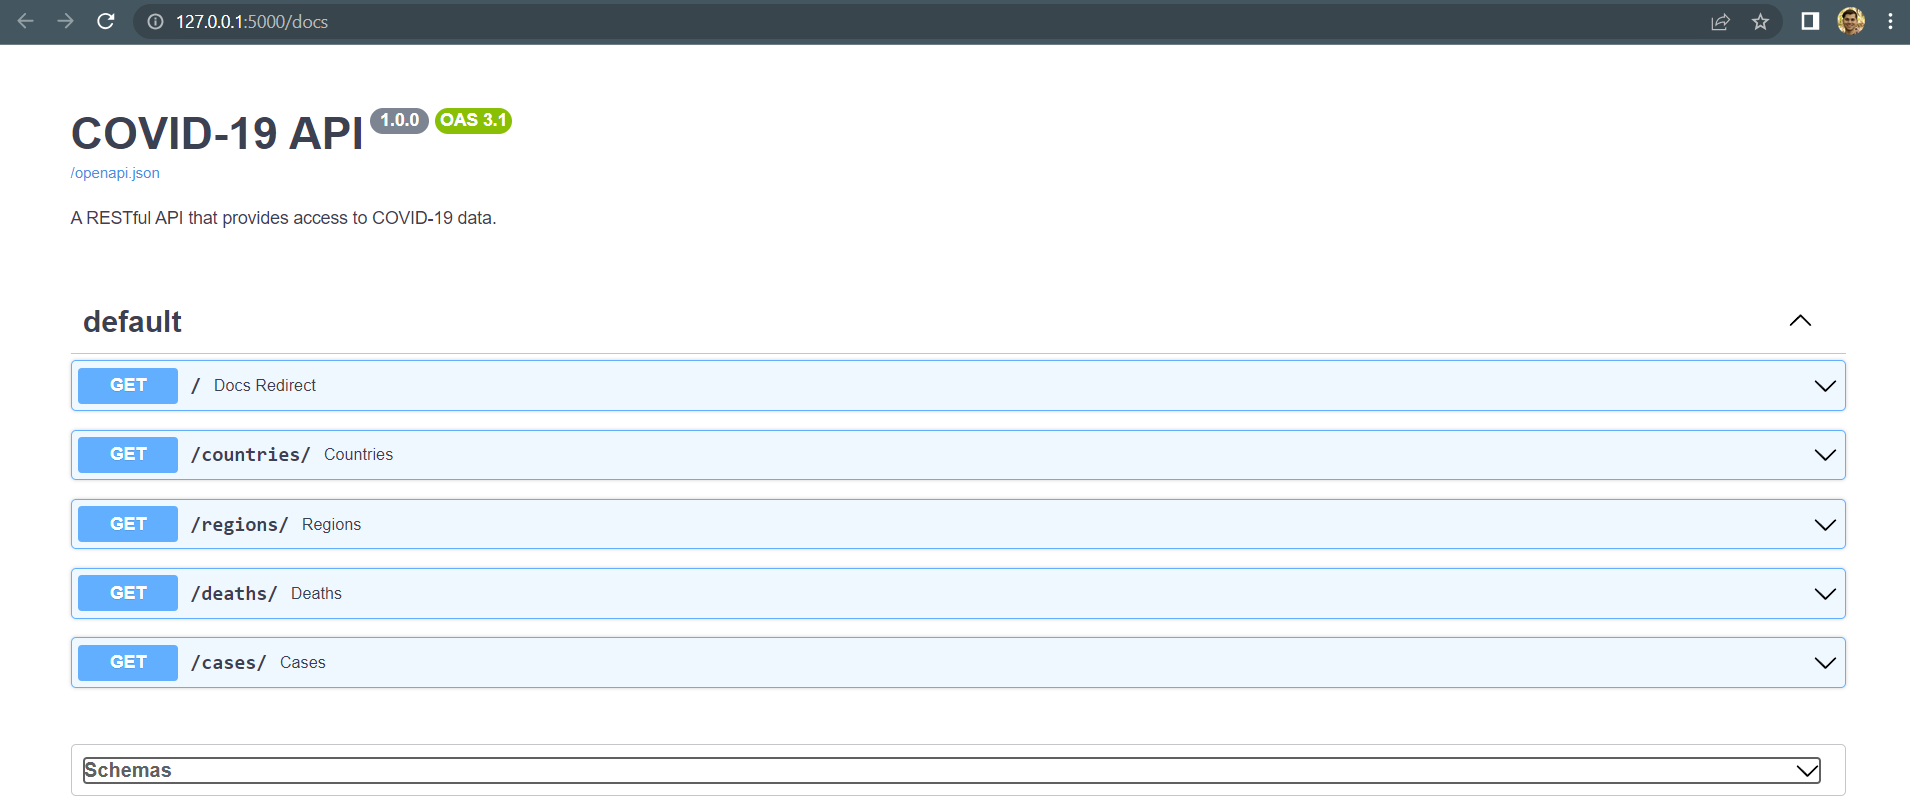 127.0.0.1:5000/docs
COVID-19 API 1.0.0 OAS 3.1
/openapi.json
A RESTful API that provides access to COVID-19 data.
default
GET / Docs Redirect
GET /countries/ Countries
GET /regions/ Regions
GET /deaths/ Deaths
GET /cases/ Cases
Schemas